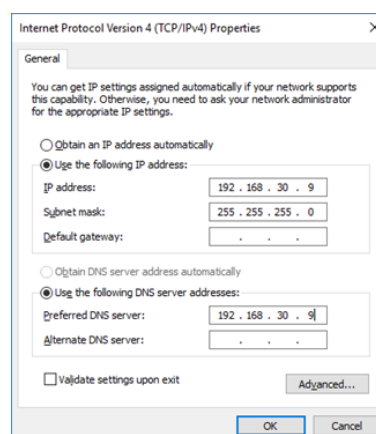 Internet Protocol Version 4 (TCP/IPv4) Properties
General
You can get IP settings assigned automatically if your network supports
this capability. Otherwise, you need to ask your network administrator
for the appropriate IP settings.
Obtain an IP address automatically
Use the following IP address:
IP address: 192 . 168 . 30 . 9
Subnet mask: 255 . 255 . 255 . 0
Default gateway: . . .
Obtain DNS server address automatically
Use the following DNS server addresses:
Preferred DNS server: 192 . 168 . 30 . 9
Alternate DNS server: . . .
Validate settings upon exit
Advanced...
OK Cancel